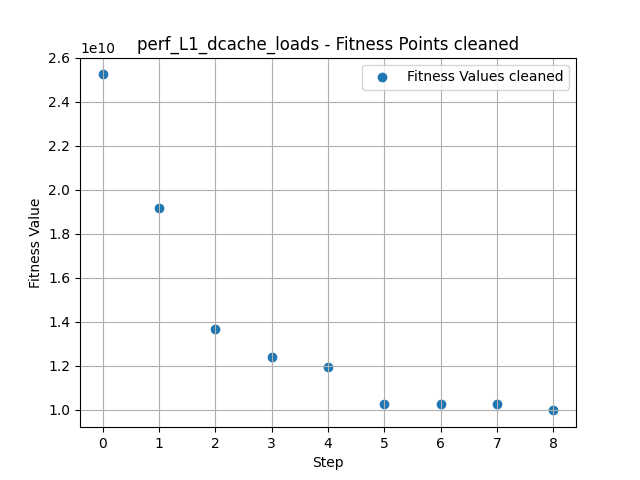 perf_L1_dcache_loads - Fitness Points cleaned
1e10
Fitness Values cleaned
2.6
2.4
2.2
2.0
1.8
1.6
1.4
1.2
1.0
Fitness Value
0 1 2 3 4 5 6 7 8
Step